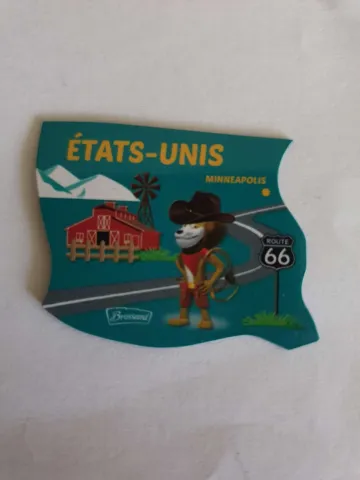 ÉTATS-UNIS
MINNEAPOLIS
ROUTE
66
Brossard